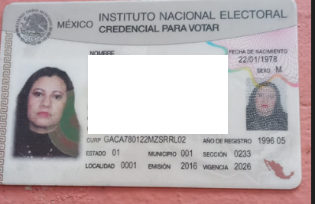 MÉXICO INSTITUTO NACIONAL ELECTORAL
CREDENCIAL PARA VOTAR
NOMBRE
FECHA DE NACIMIENTO
22/01/1978
SEXO M
CURP GACA780122MZSRRL02 AÑO DE REGISTRO 1996 05
ESTADO 01 MUNICIPIO 001 SECCIÓN 0233
LOCALIDAD 0001 EMISIÓN 2016 VIGENCIA 2026